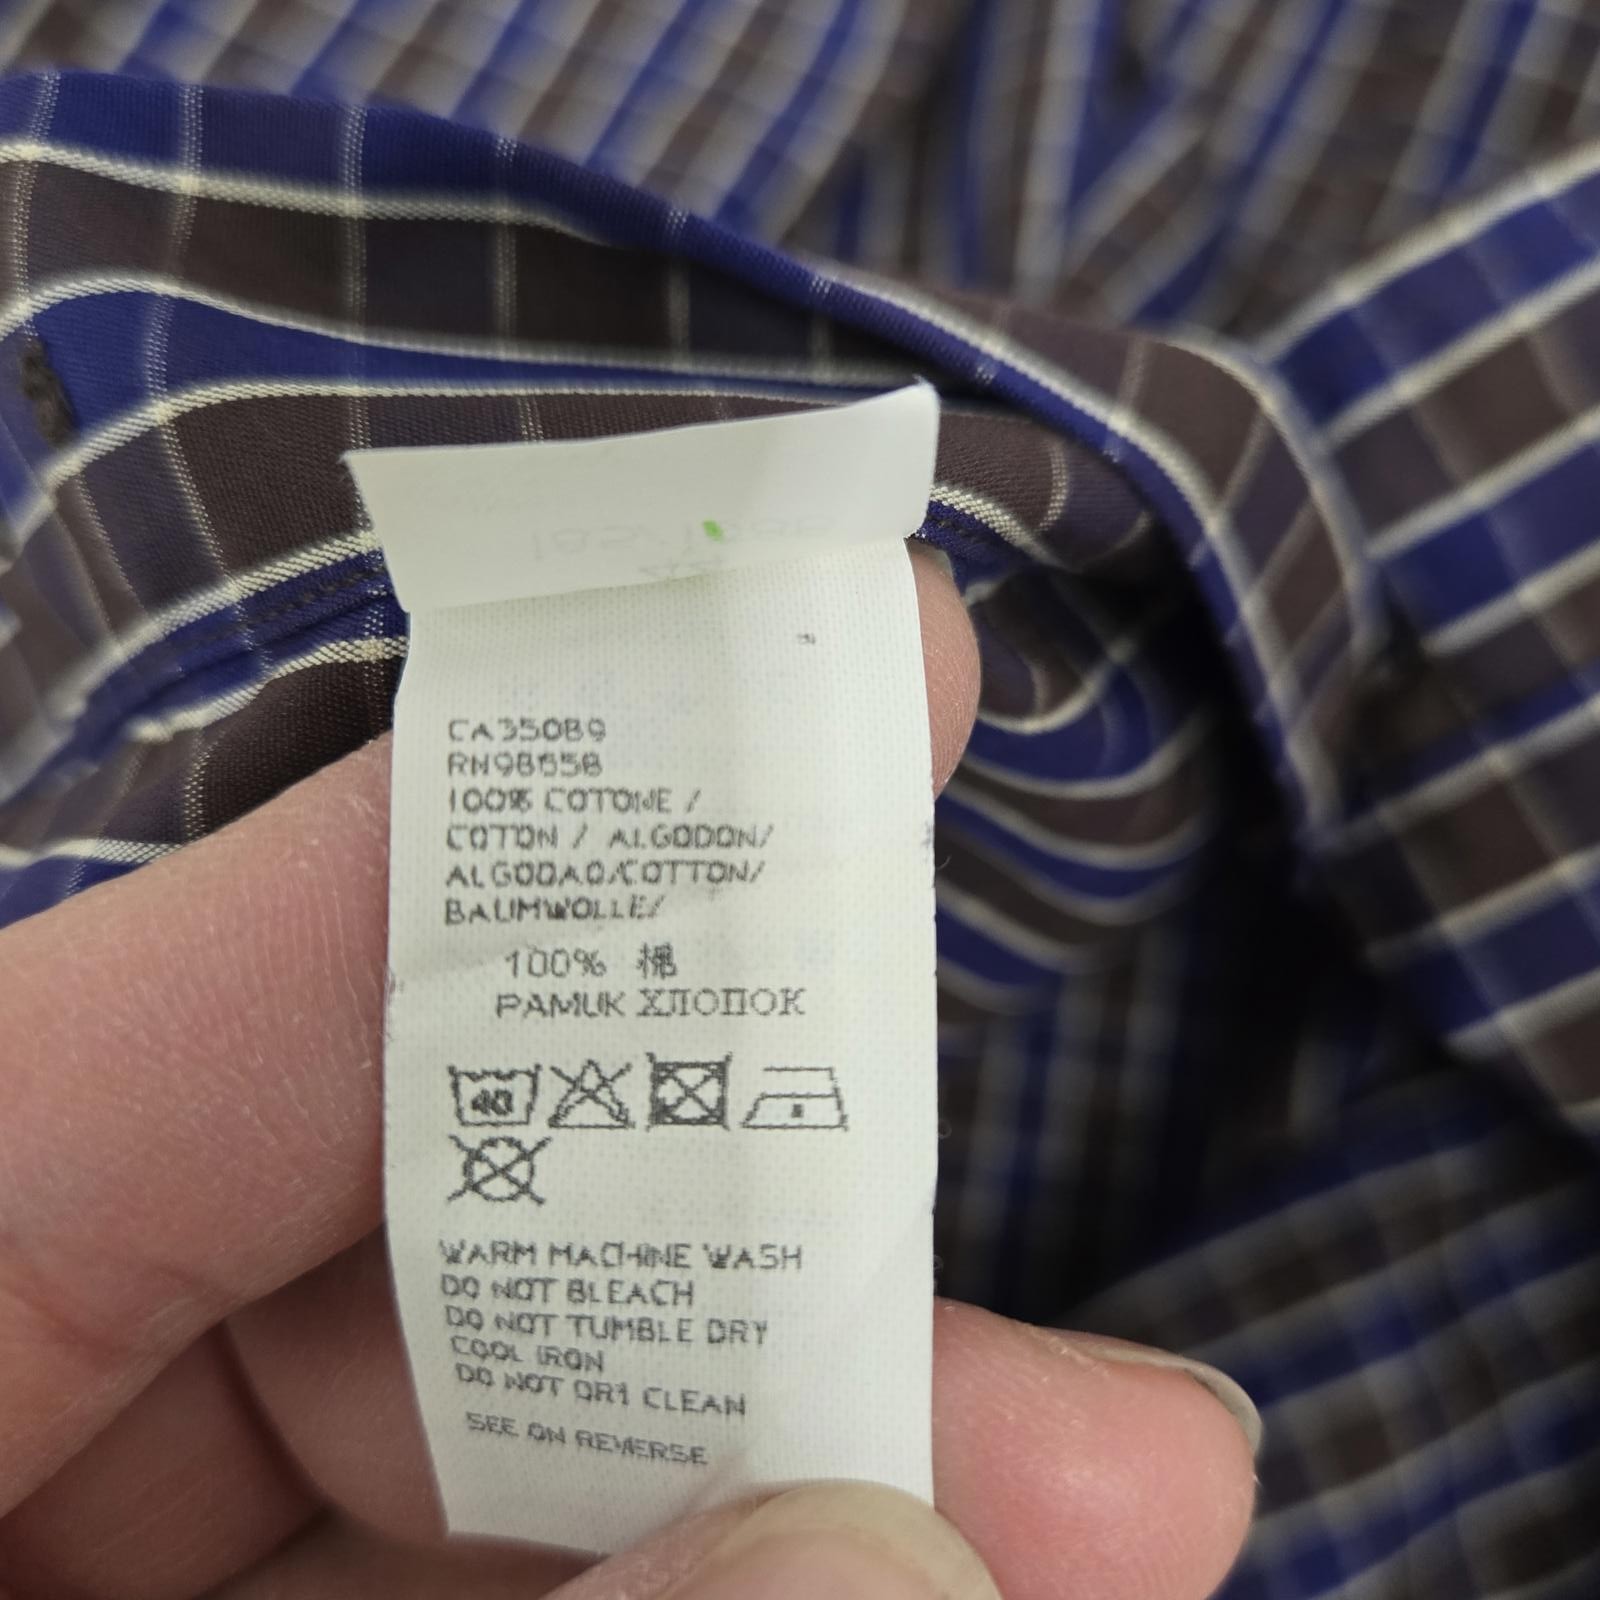 CA35089
RN98658
100% COTONE /
COTON / ALGODON/
ALGODAO/COTTON/
BAUMWOLLE/
100% 棉
PAMUK ХЛОПОК
40
WARM MACHINE WASH
DO NOT BLEACH
DO NOT TUMBLE DRY
COOL IRON
DO NOT DRY CLEAN
SEE ON REVERSE